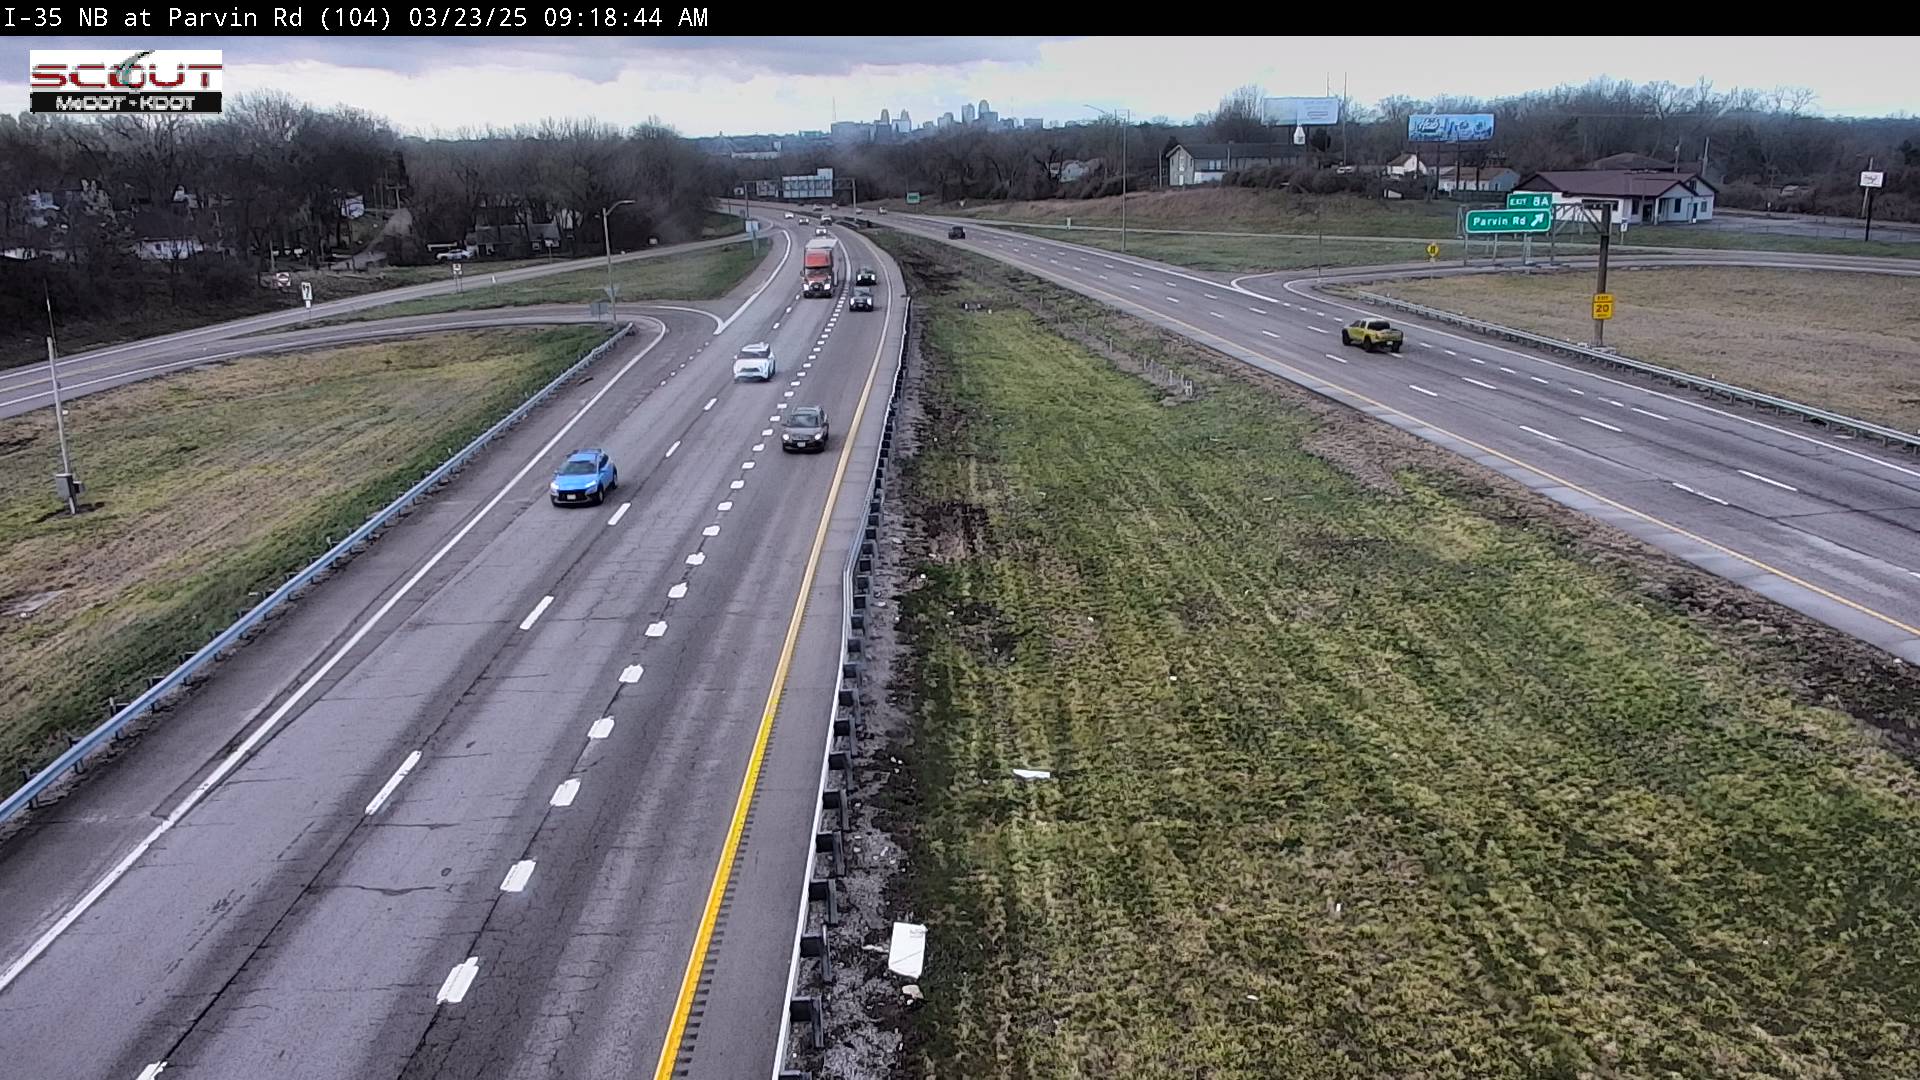 I-35 NB at Parvin Rd (104) 03/23/25 09:18:44 AM
SCOUT
MoDOT - KDOT
EXIT 8A
Parvin Rd
EXIT
20